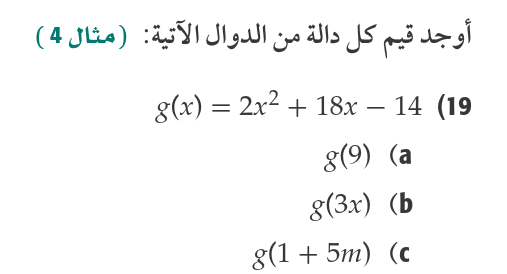 أوجد قيم كل دالة من الدوال الآتية: (مثال 4)
19) g(x) = 2x² + 18x − 14
a) g(9)
b) g(3x)
c) g(1 + 5m)